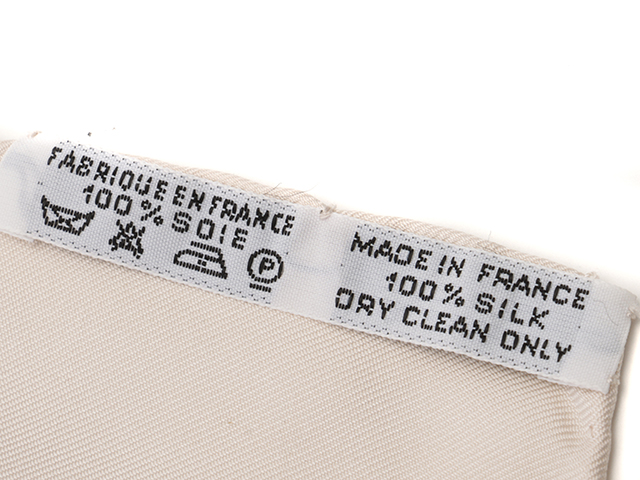 FABRIQUE EN FRANCE
100% SOIE
P
MADE IN FRANCE
100% SILK
DRY CLEAN ONLY